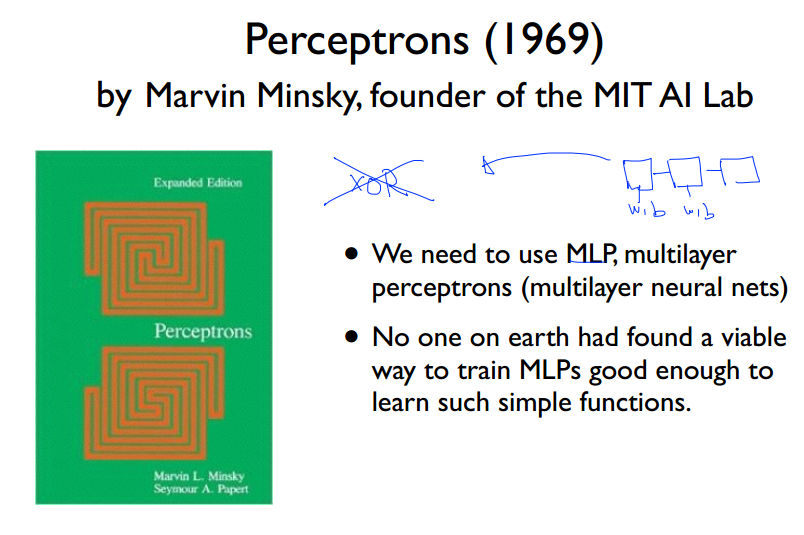 Perceptrons (1969)
by Marvin Minsky, founder of the MIT AI Lab
Expanded Edition
Perceptrons
Marvin L. Minsky
Seymour A. Papert
XOR
w,b w,b
• We need to use MLP, multilayer
perceptrons (multilayer neural nets)
• No one on earth had found a viable
way to train MLPs good enough to
learn such simple functions.